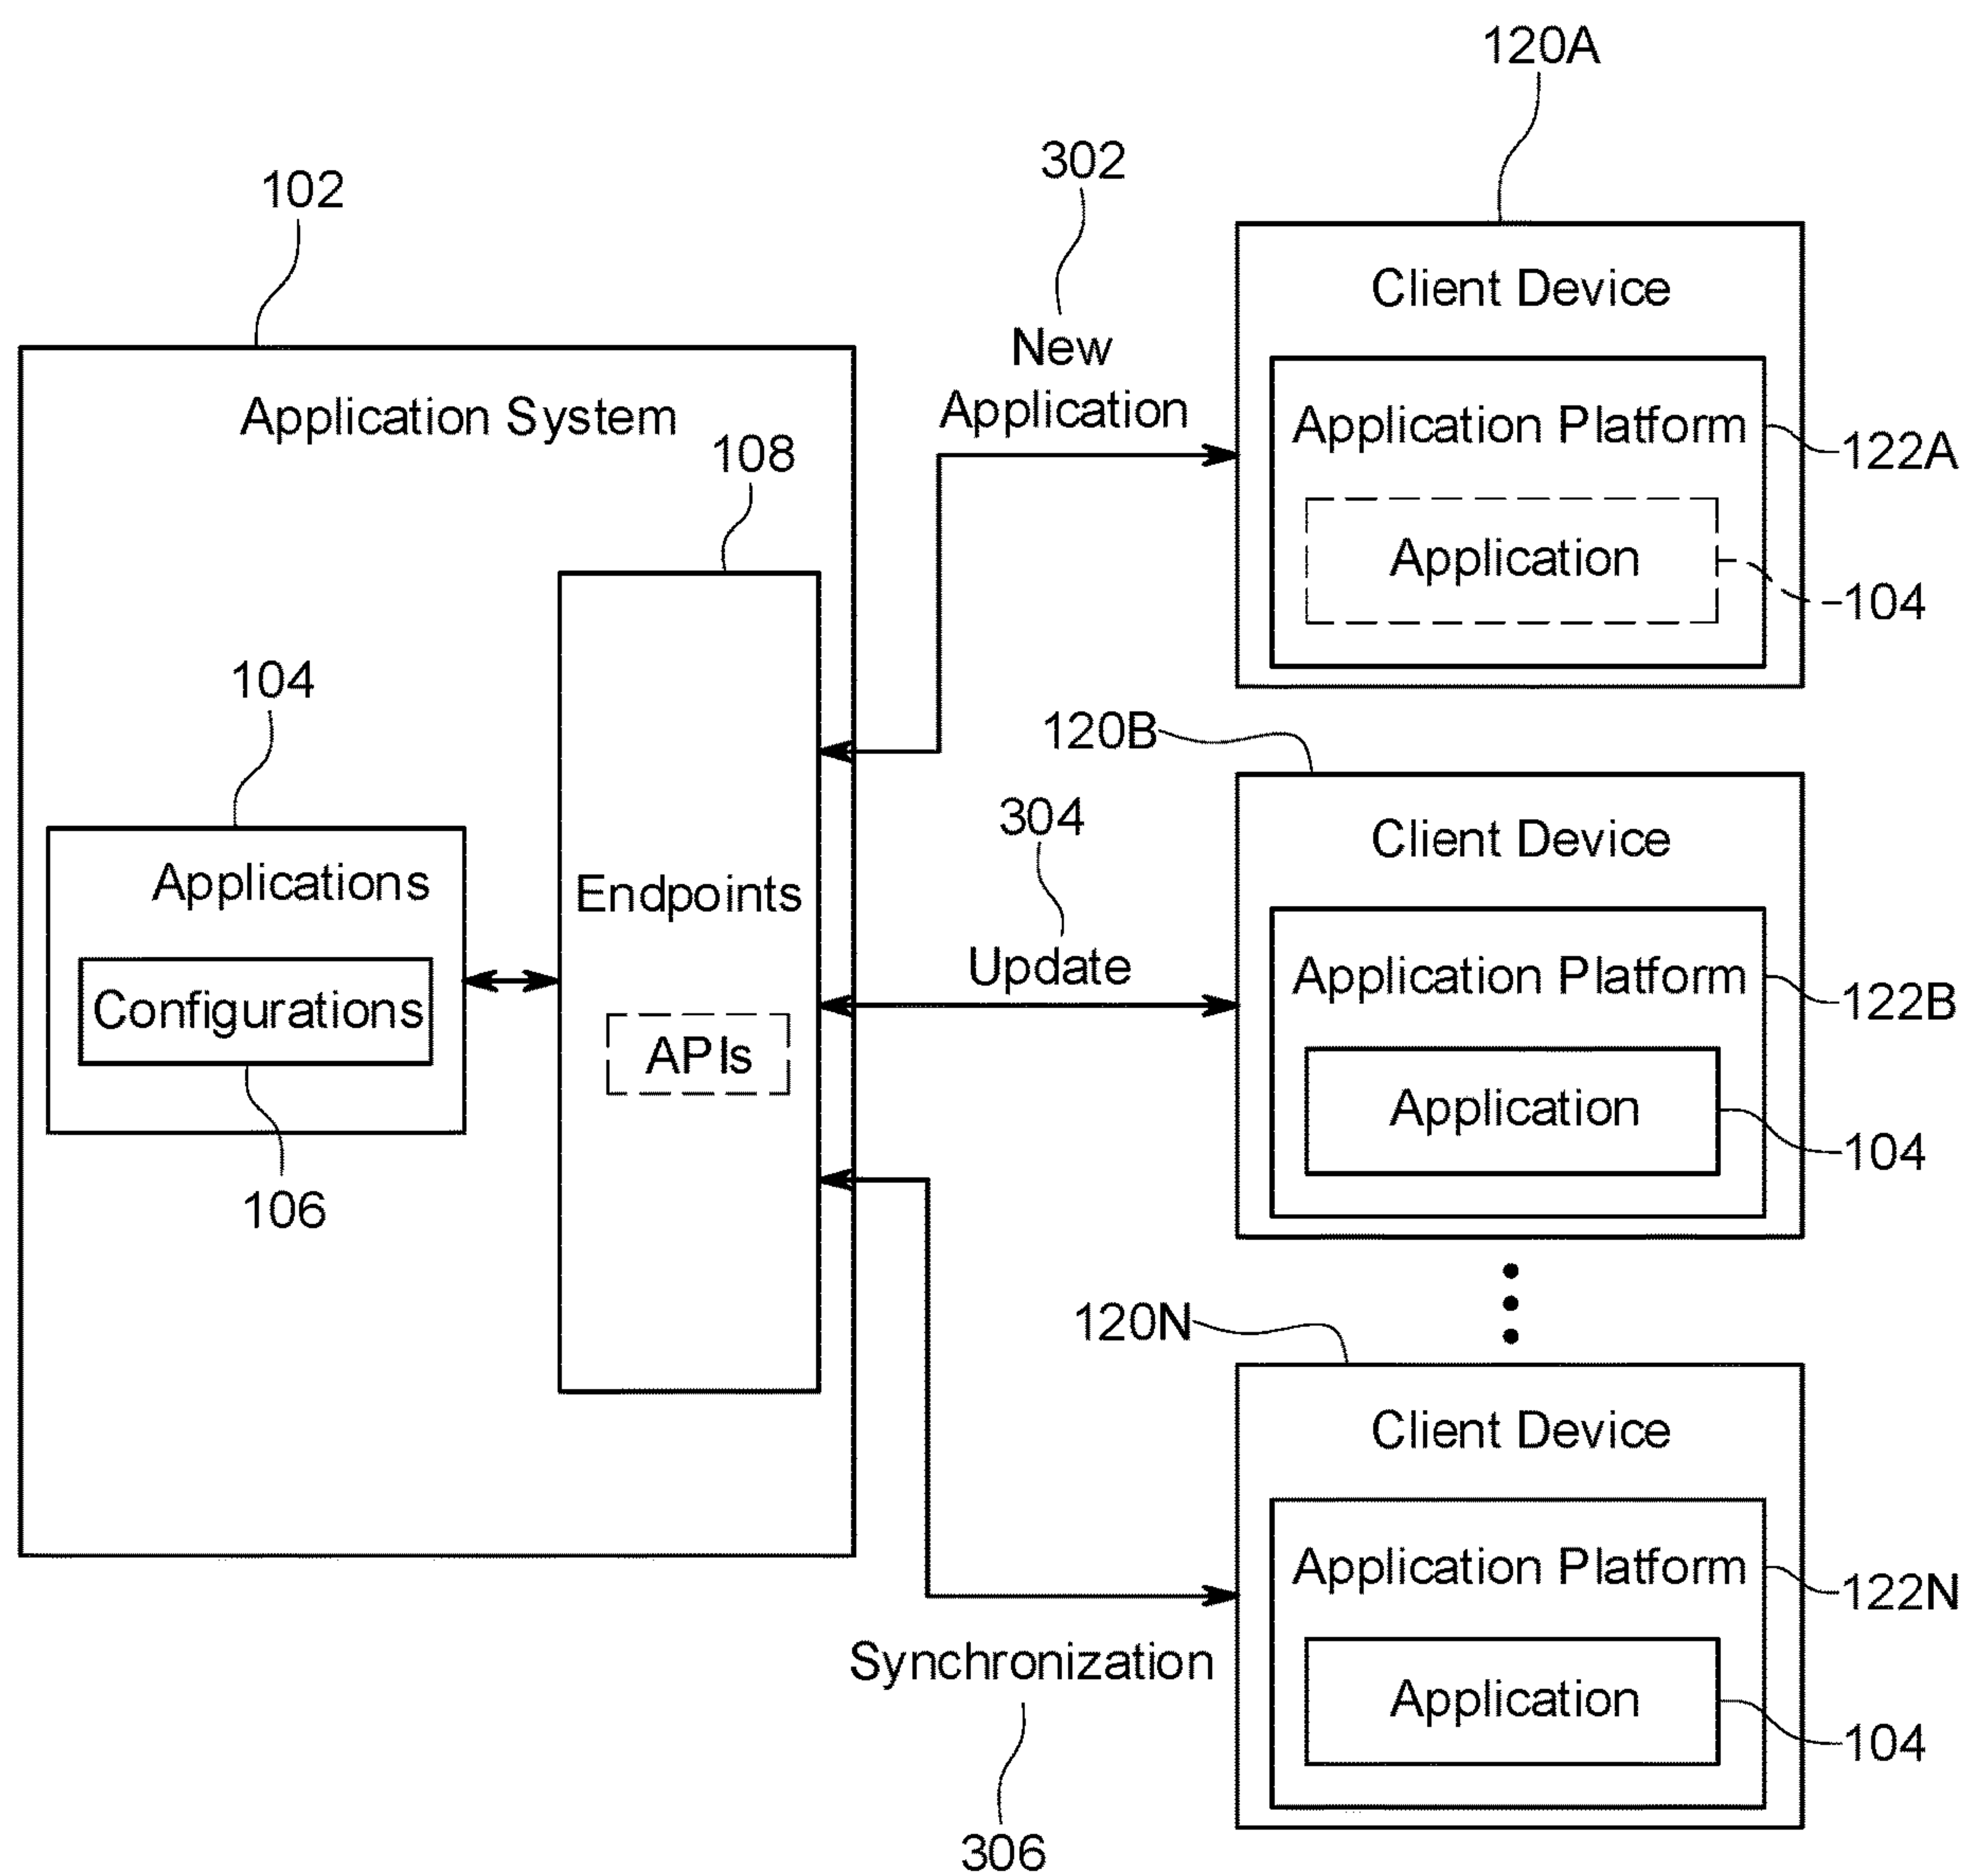 120A
302
102
Client Device
New
Application
Application System
Application Platform
122A
108
Application
104
104
120B
304
Client Device
Applications
Endpoints
Update
Application Platform
122B
Configurations
APIs
Application
104
106
120N
Client Device
Application Platform
122N
Synchronization
Application
104
306